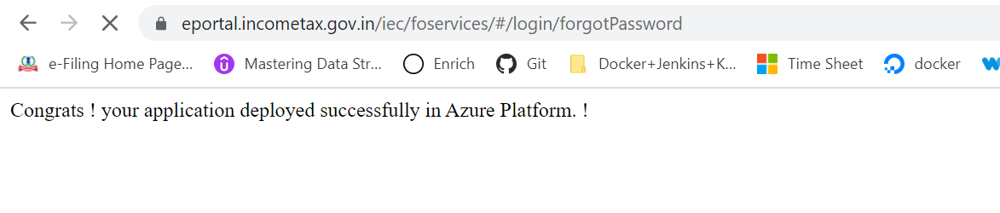 eportal.incometax.gov.in/iec/foservices/#/login/forgotPassword
e-Filing Home Page... Mastering Data Str... Enrich Git Docker+Jenkins+K... Time Sheet docker
Congrats ! your application deployed successfully in Azure Platform. !